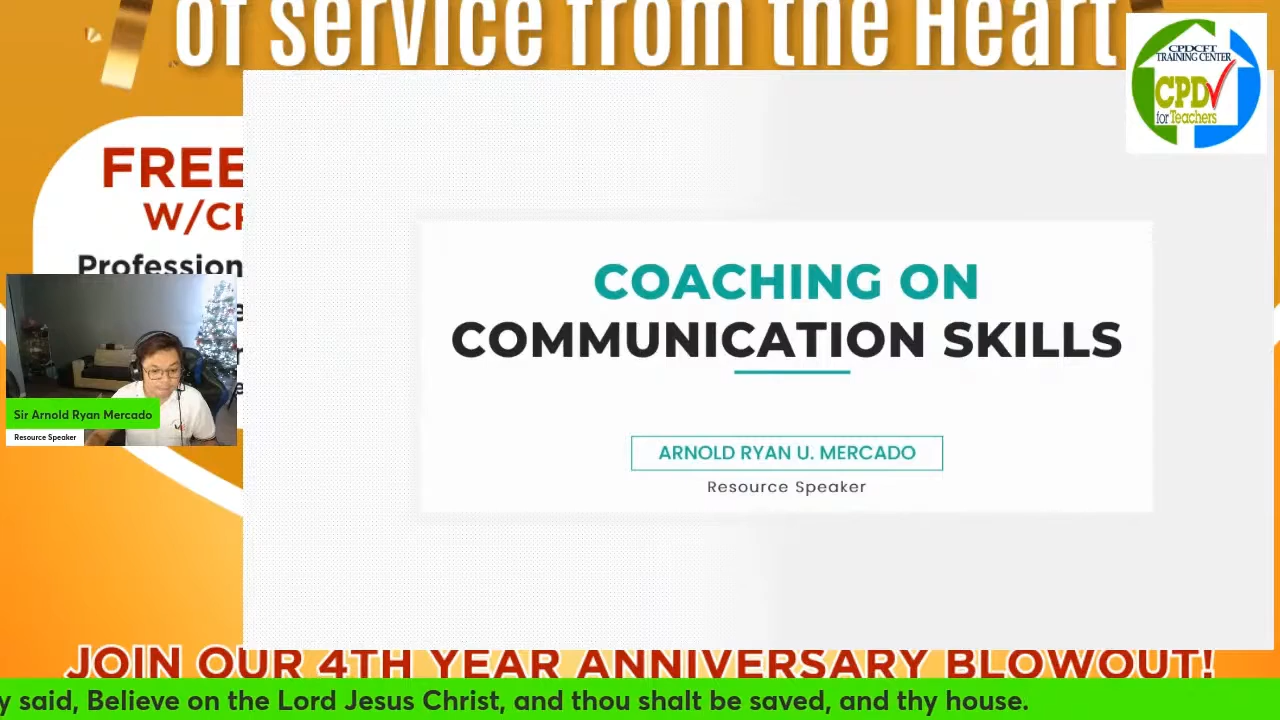 of service from the Heart
CPDCFT
TRAINING CENTER
CPD
for Teachers
FREE
W/CP
Profession
COACHING ON
COMMUNICATION SKILLS
Sir Arnold Ryan Mercado
Resource Speaker
ARNOLD RYAN U. MERCADO
Resource Speaker
JOIN OUR 4TH YEAR ANNIVERSARY BLOWOUT!
y said, Believe on the Lord Jesus Christ, and thou shalt be saved, and thy house.